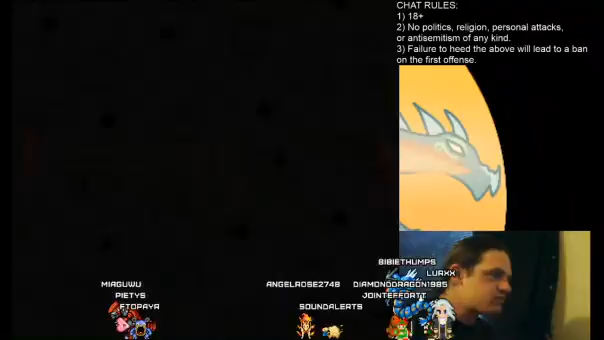 CHAT RULES:
1) 18+
2) No politics, religion, personal attacks,
or antisemitism of any kind.
3) Failure to heed the above will lead to a ban
on the first offense.
BIBIETHUMPS
LURXX
MIAGUWU
ANGELROSE2748
DIAMONDDRAGON1985
PIETYS
JOINTEFFORTT
FTOPAYR
SOUNDALERTS